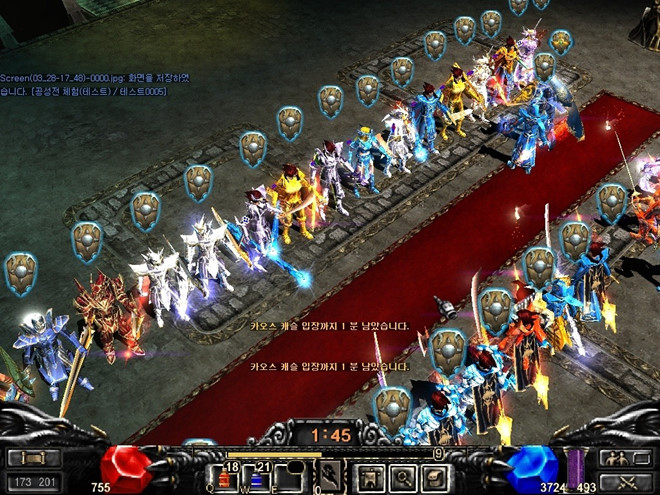 Screen(03_28-17_48)-0000.jpg: 화면을 저장하였
습니다. [공성전 체험(테스트) / 테스트0005]
카오스 캐슬 입장까지 1 분 남았습니다.
카오스 캐슬 입장까지 1 분 남았습니다.
1:45
9
18 21
173 201
755
Q W E
0
3724 493